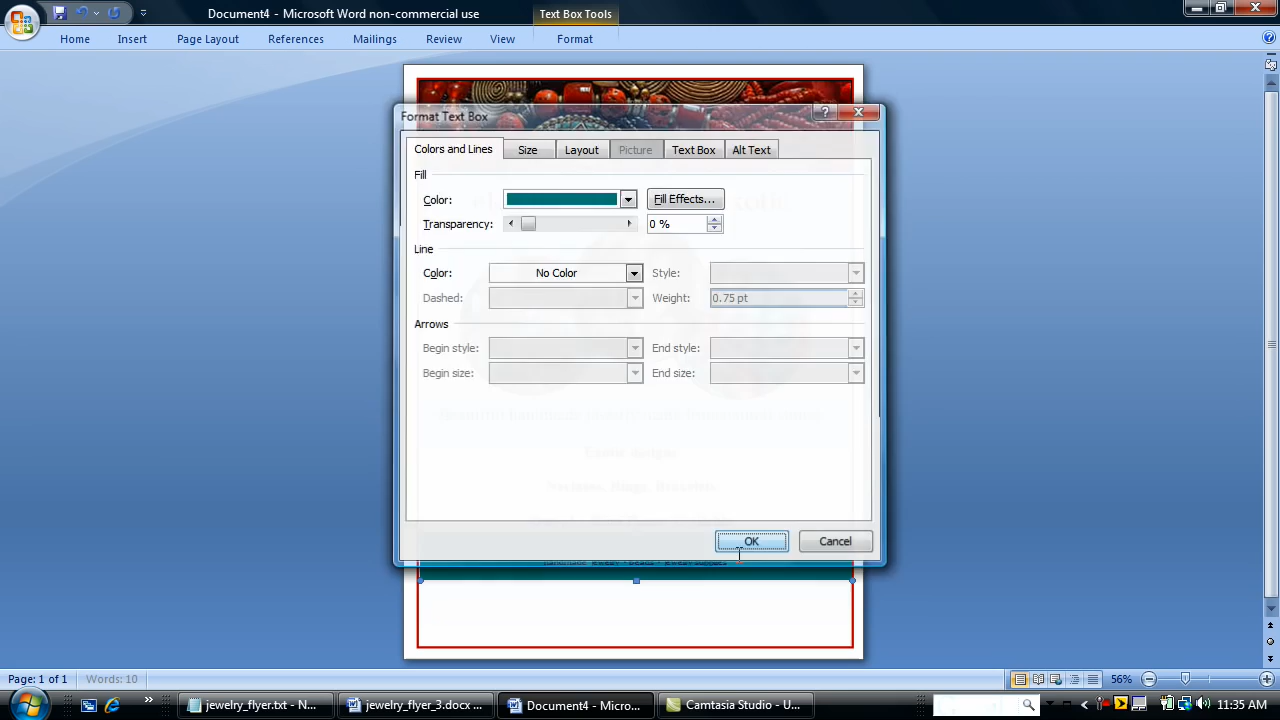 Document4 - Microsoft Word non-commercial use
Text Box Tools
Home Insert Page Layout References Mailings Review View Format
Format Text Box
Colors and Lines Size Layout Picture Text Box Alt Text
Fill
Color: Fill Effects...
Transparency: 0 %
Line
Color: No Color Style:
Dashed: Weight: 0.75 pt
Arrows
Begin style: End style:
Begin size: End size:
OK Cancel
Page: 1 of 1 Words: 10 56%
jewelry_flyer.txt - N... jewelry_flyer_3.docx ... Document4 - Micro... Camtasia Studio - U... 11:35 AM